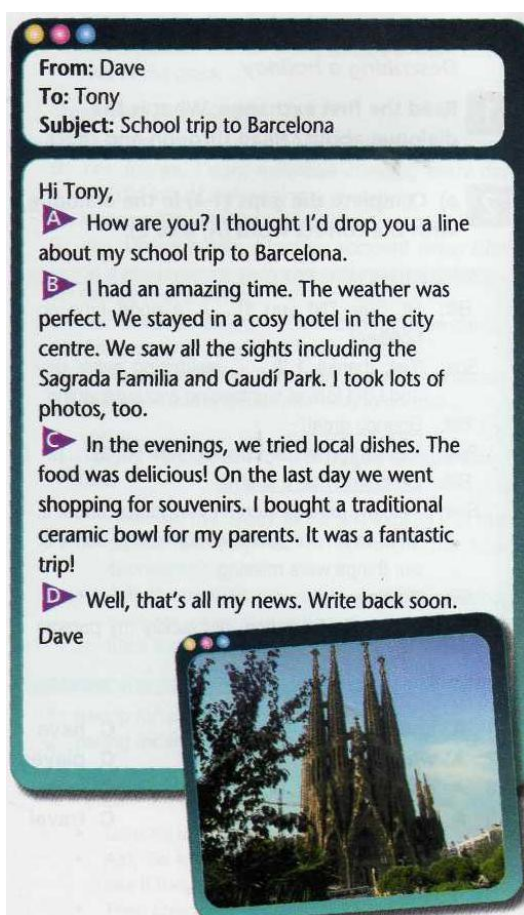 From: Dave
To: Tony
Subject: School trip to Barcelona
Hi Tony,
A How are you? I thought I'd drop you a line
about my school trip to Barcelona.
B I had an amazing time. The weather was
perfect. We stayed in a cosy hotel in the city
centre. We saw all the sights including the
Sagrada Familia and Gaudí Park. I took lots of
photos, too.
C In the evenings, we tried local dishes. The
food was delicious! On the last day we went
shopping for souvenirs. I bought a traditional
ceramic bowl for my parents. It was a fantastic
trip!
D Well, that's all my news. Write back soon.
Dave